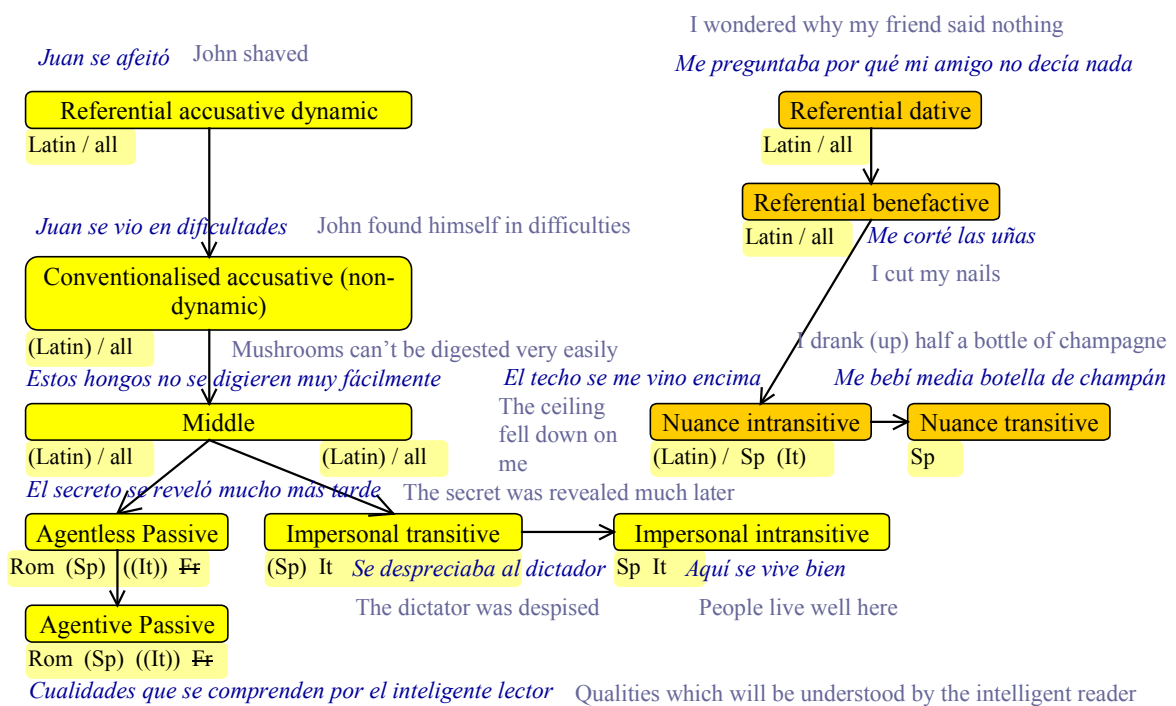 I wondered why my friend said nothing
Juan se afeitó John shaved
Me preguntaba por qué mi amigo no decía nada
Referential accusative dynamic
Referential dative
Latin / all
Latin / all
Referential benefactive
Juan se vio en dificultades John found himself in difficulties
Latin / all
Me corté las uñas
Conventionalised accusative (non-
dynamic)
I cut my nails
(Latin) / all
Mushrooms can't be digested very easily
I drank (up) half a bottle of champagne
Estos hongos no se digieren muy fácilmente
El techo se me vino encima
Me bebí media botella de champán
The ceiling
fell down on
me
Middle
Nuance intransitive
Nuance transitive
(Latin) / all
(Latin) / all
(Latin) / Sp (It)
Sp
El secreto se reveló mucho más tarde The secret was revealed much later
Agentless Passive
Impersonal transitive
Impersonal intransitive
Rom (Sp) ((It)) Fr
(Sp) It
Se despreciaba al dictador
Sp It
Aquí se vive bien
The dictator was despised
People live well here
Agentive Passive
Rom (Sp) ((It)) Fr
Cualidades que se comprenden por el inteligente lector Qualities which will be understood by the intelligent reader